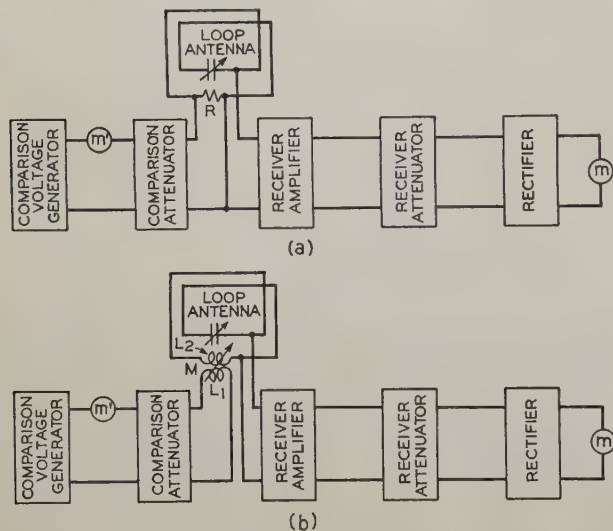 LOOP
ANTENNA
R
COMPARISON
VOLTAGE
GENERATOR
m'
COMPARISON
ATTENUATOR
RECEIVER
AMPLIFIER
RECEIVER
ATTENUATOR
RECTIFIER
m
(a)
LOOP
ANTENNA
L2
M
L1
COMPARISON
VOLTAGE
GENERATOR
m'
COMPARISON
ATTENUATOR
RECEIVER
AMPLIFIER
RECEIVER
ATTENUATOR
RECTIFIER
m
(b)